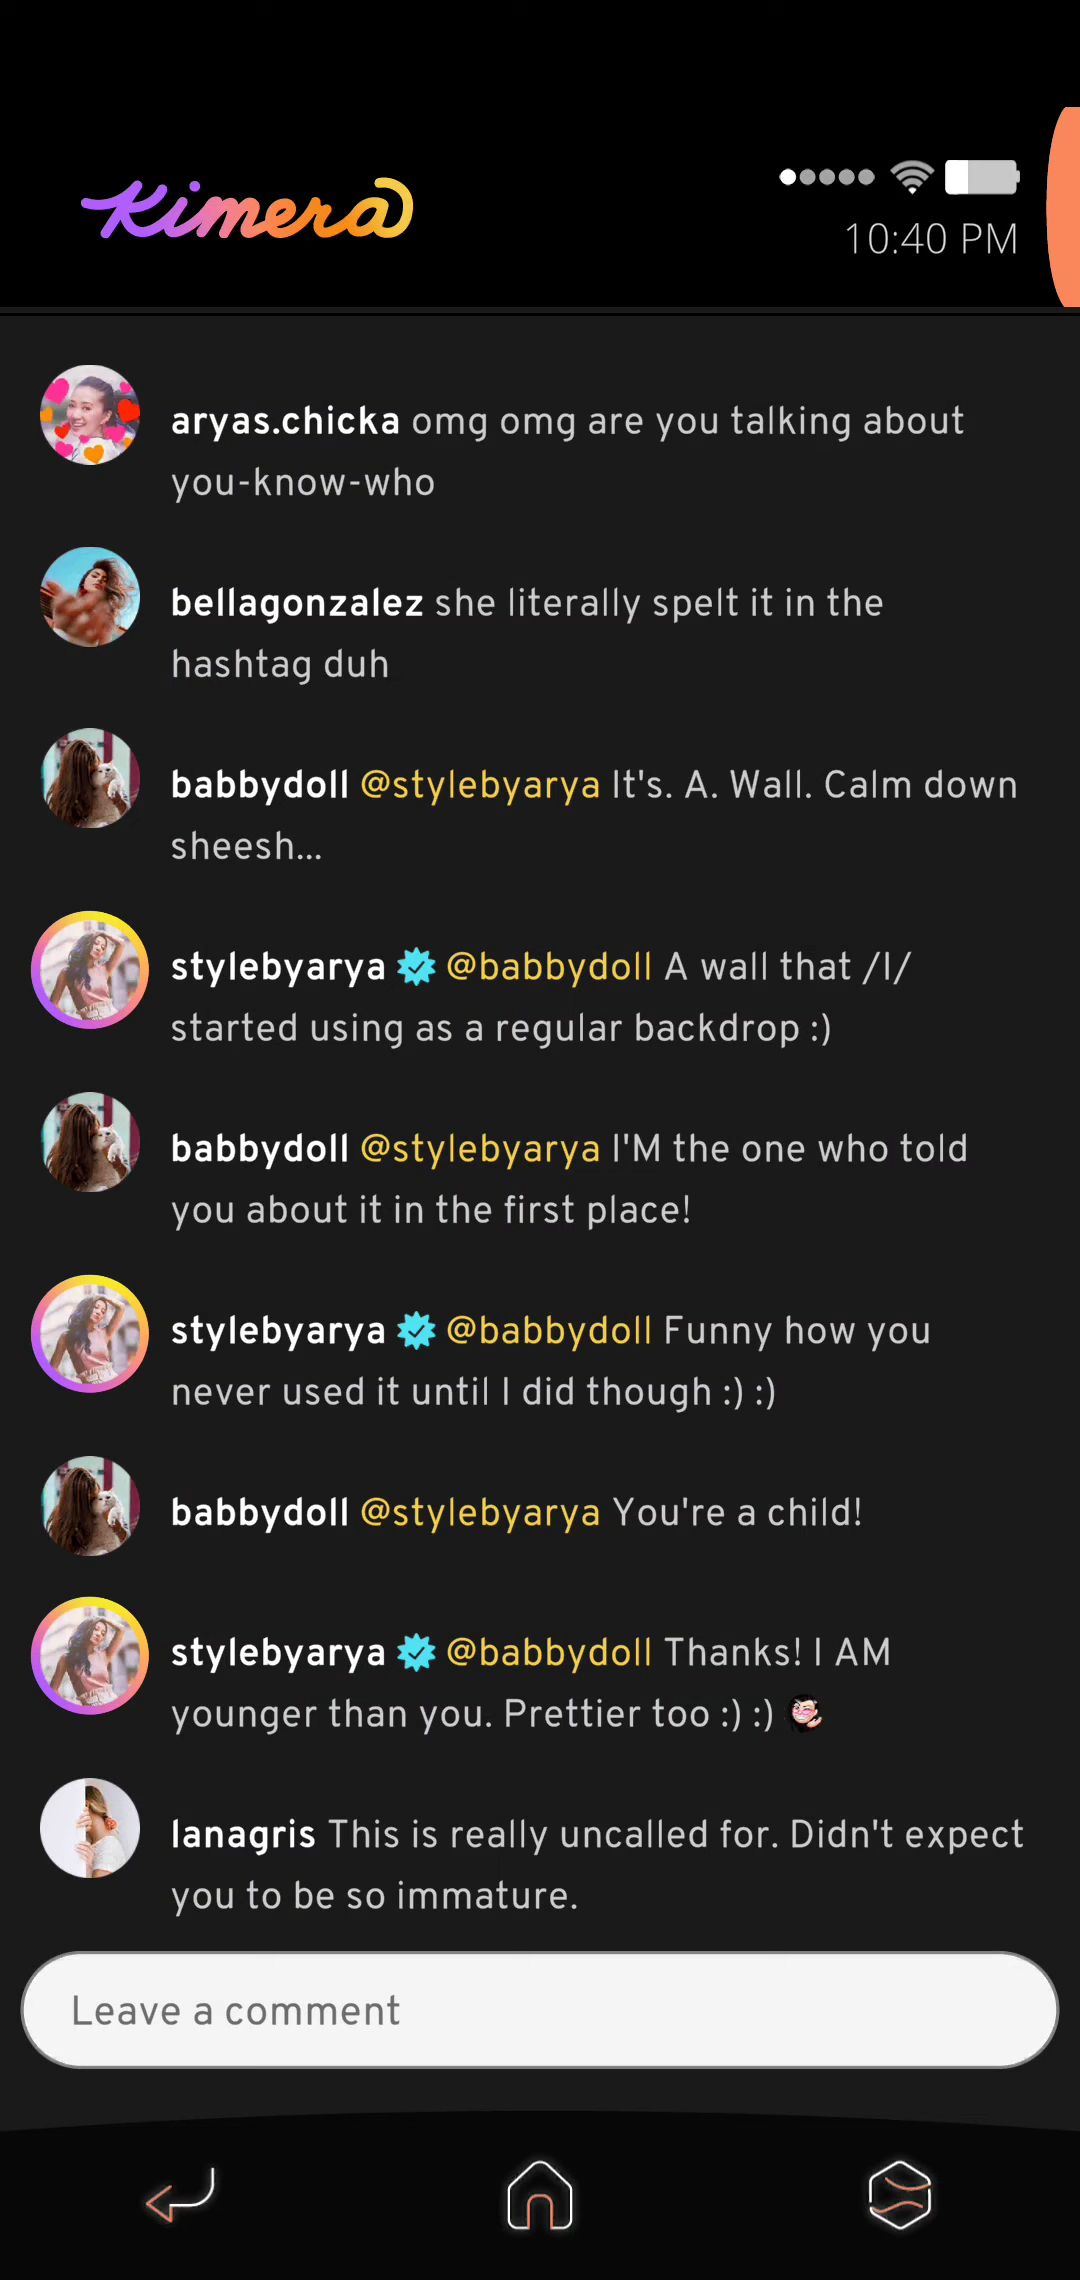 Kimera
10:40 PM
aryas.chicka omg omg are you talking about
you-know-who
bellagonzalez she literally spelt it in the
hashtag duh
babbydoll @stylebyarya It's. A. Wall. Calm down
sheesh...
stylebyarya @babbydoll A wall that /I/
started using as a regular backdrop :)
babbydoll @stylebyarya I'M the one who told
you about it in the first place!
stylebyarya @babbydoll Funny how you
never used it until I did though :) :)
babbydoll @stylebyarya You're a child!
stylebyarya @babbydoll Thanks! I AM
younger than you. Prettier too :) :)
lanagris This is really uncalled for. Didn't expect
you to be so immature.
Leave a comment